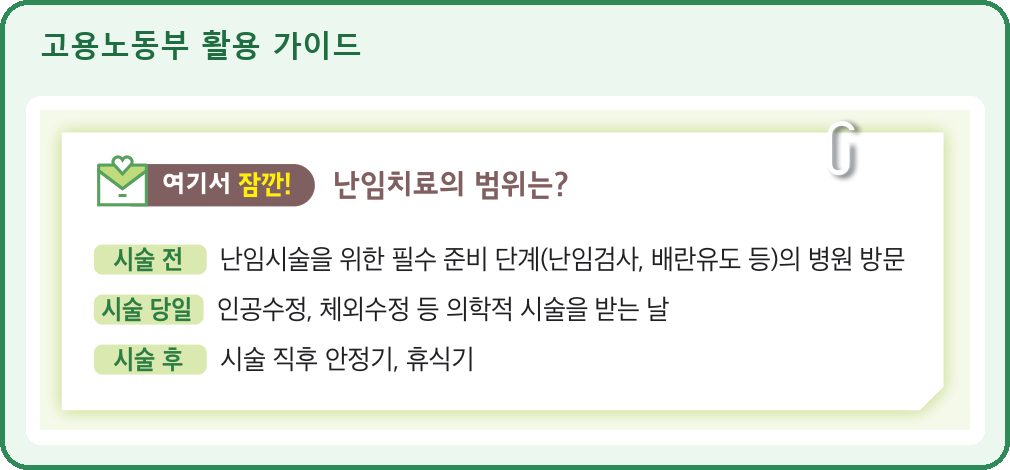 고용노동부 활용 가이드
여기서 잠깐! 난임치료의 범위는?
시술 전 난임시술을 위한 필수 준비 단계(난임검사, 배란유도 등)의 병원 방문
시술 당일 인공수정, 체외수정 등 의학적 시술을 받는 날
시술 후 시술 직후 안정기, 휴식기